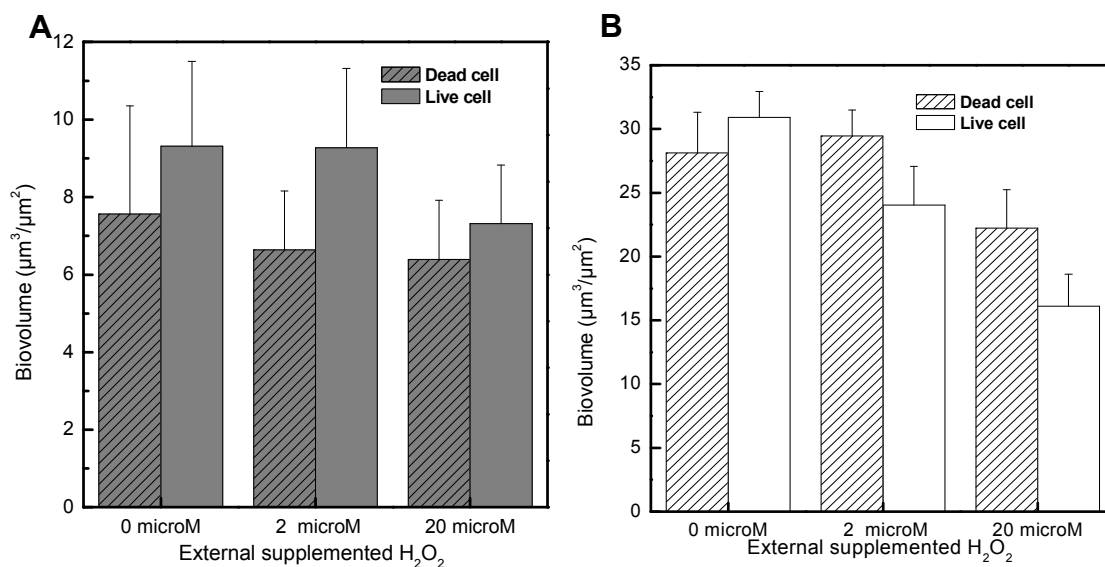 A
12
10
8
6
4
2
0
Biovolume (µm³/µm²)
Dead cell
Live cell
0 microM
2 microM
20 microM
External supplemented H₂O₂
B
35
30
25
20
15
10
5
0
Biovolume (µm³/µm²)
Dead cell
Live cell
0 microM
2 microM
20 microM
External supplemented H₂O₂